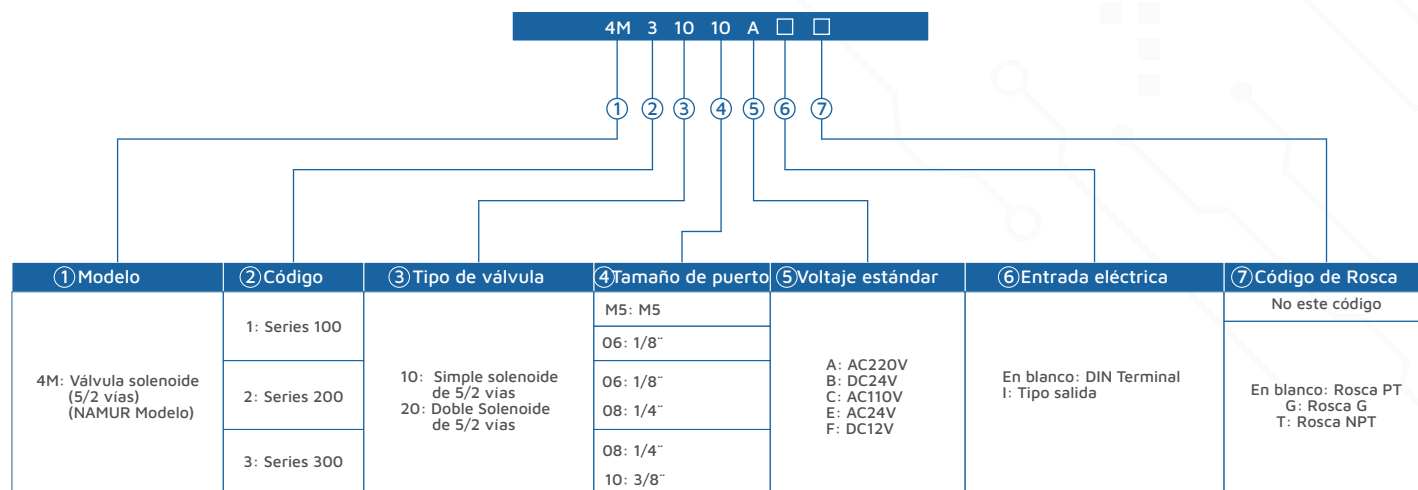 4M 3 10 10 A □ □
① ② ③ ④ ⑤ ⑥ ⑦
①Modelo
②Código
③Tipo de válvula
④Tamaño de puerto
⑤Voltaje estándar
⑥Entrada eléctrica
⑦Código de Rosca
4M: Válvula solenoide
(5/2 vías)
(NAMUR Modelo)
1: Series 100
2: Series 200
3: Series 300
10: Simple solenoide
de 5/2 vías
20: Doble Solenoide
de 5/2 vías
M5: M5
06: 1/8¨
06: 1/8¨
08: 1/4¨
08: 1/4¨
10: 3/8¨
A: AC220V
B: DC24V
C: AC110V
E: AC24V
F: DC12V
En blanco: DIN Terminal
I: Tipo salida
No este código
En blanco: Rosca PT
G: Rosca G
T: Rosca NPT